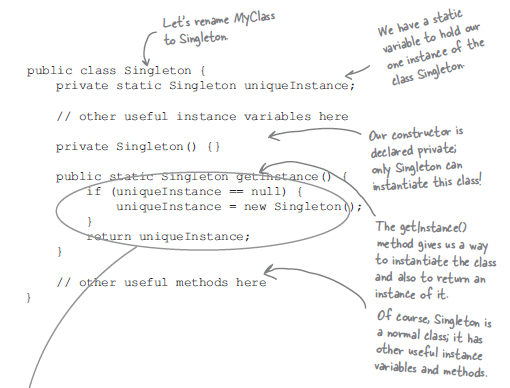 Let's rename MyClass
to Singleton.
We have a static
variable to hold our
one instance of the
class Singleton.
public class Singleton {
private static Singleton uniqueInstance;
// other useful instance variables here
private Singleton() {}
Our constructor is
declared private;
only Singleton can
instantiate this class!
public static Singleton getInstance() {
if (uniqueInstance == null) {
uniqueInstance = new Singleton();
}
return uniqueInstance;
}
The getInstance()
method gives us a way
to instantiate the class
and also to return an
instance of it.
// other useful methods here
}
Of course, Singleton is
a normal class; it has
other useful instance
variables and methods.